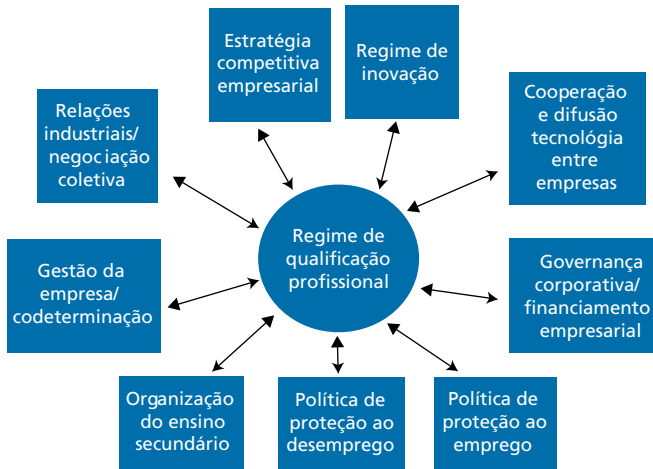 Estratégia
competitiva
empresarial
Regime de
inovação
Relações
industriais/
negoc iação
coletiva
Cooperação
e difusão
tecnológia
entre
empresas
Regime de
qualificação
profissional
Gestão da
empresa/
codeterminação
Governança
corporativa/
financiamento
empresarial
Organização
do ensino
secundário
Política de
proteção ao
desemprego
Política de
proteção ao
emprego